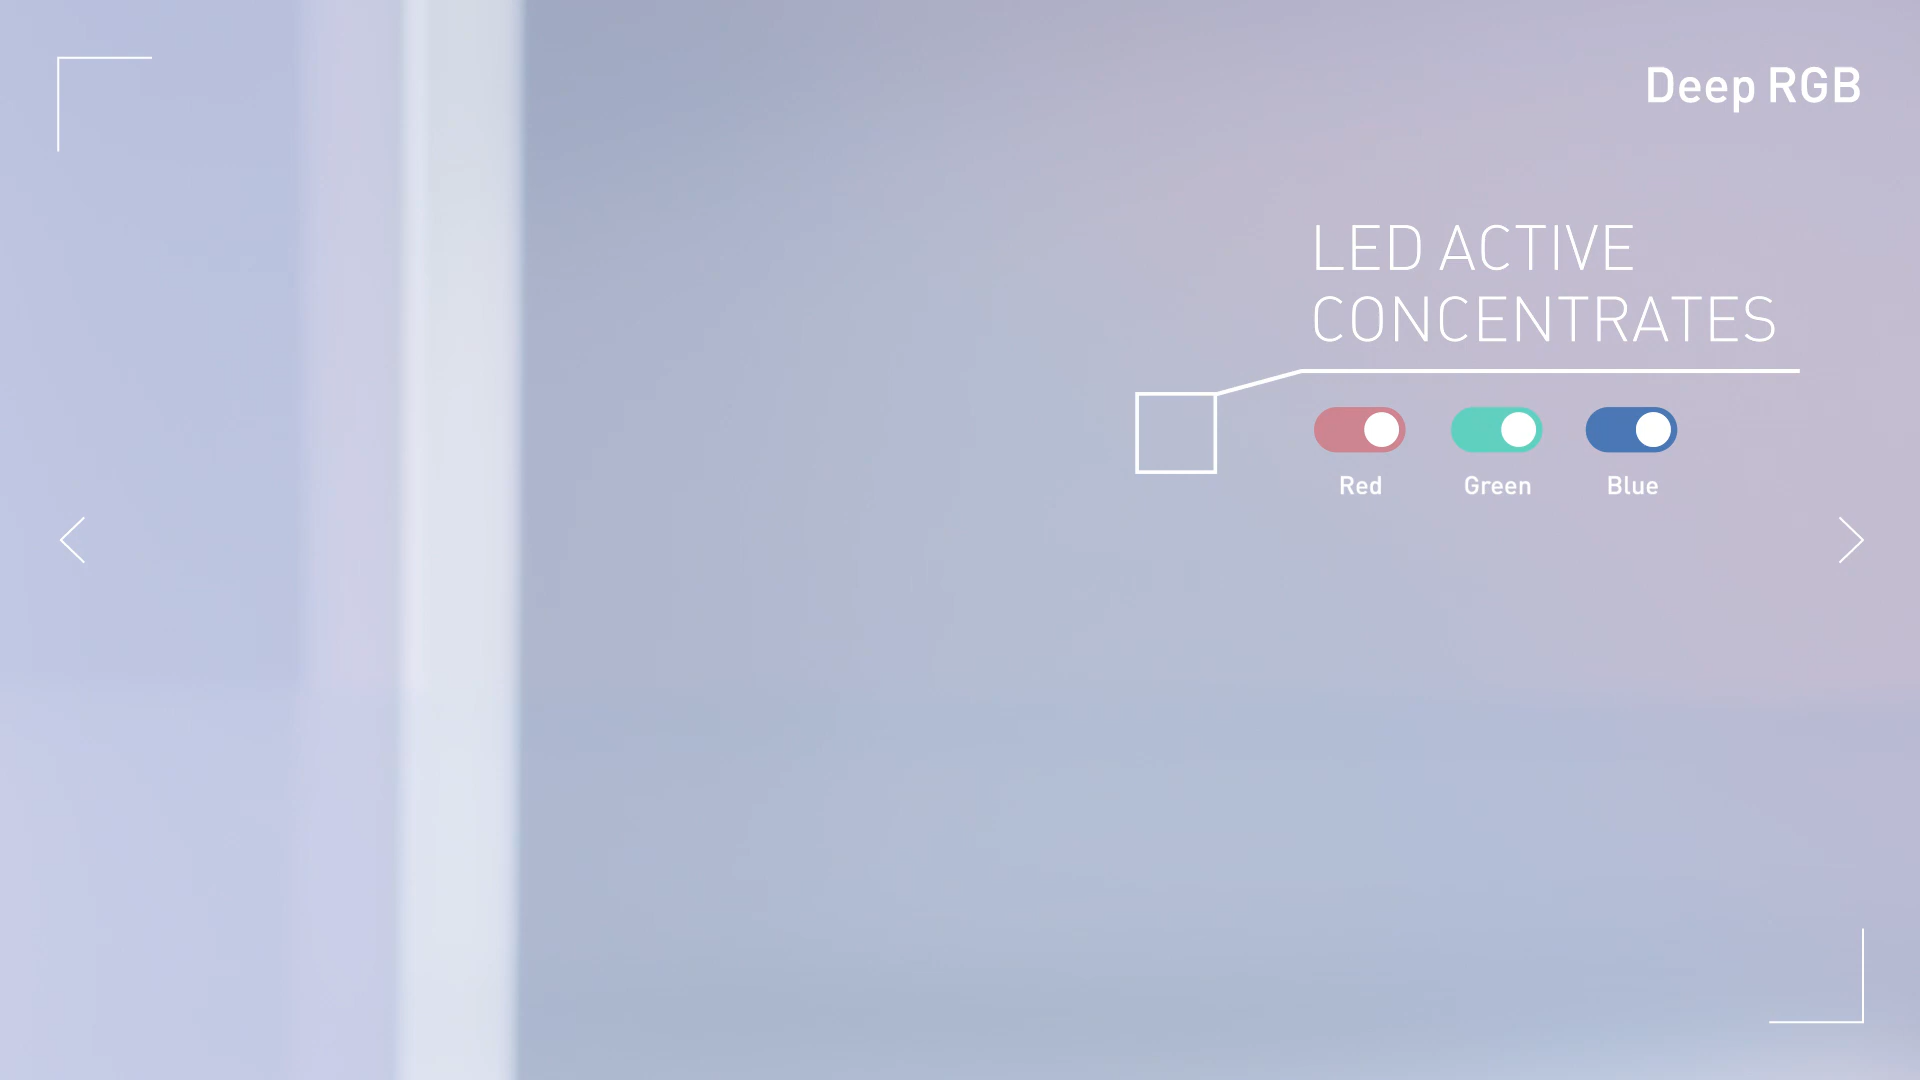 Deep RGB
LED ACTIVE
CONCENTRATES
Red
Green
Blue